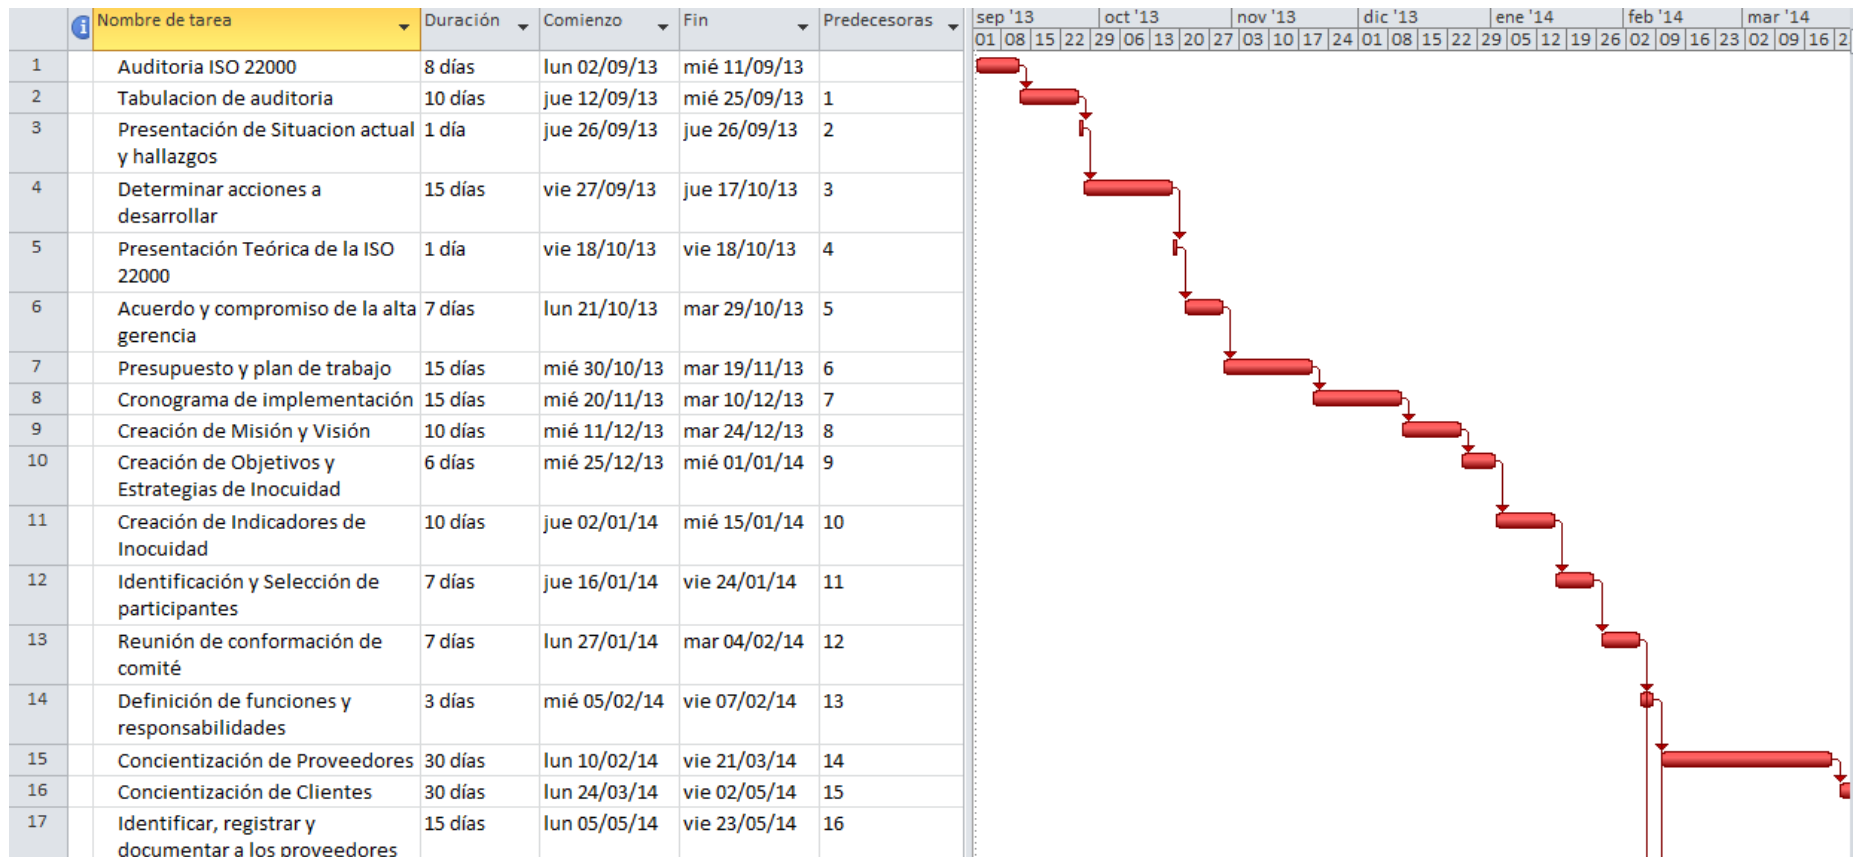 Nombre de tarea Duración Comienzo Fin Predecesoras
sep '13 oct '13 nov '13 dic '13 ene '14 feb '14 mar '14
01 08 15 22 29 06 13 20 27 03 10 17 24 01 08 15 22 29 05 12 19 26 02 09 16 23 02 09 16 2
1 Auditoria ISO 22000 8 días lun 02/09/13 mié 11/09/13
2 Tabulacion de auditoria 10 días jue 12/09/13 mié 25/09/13 1
3 Presentación de Situacion actual 1 día jue 26/09/13 jue 26/09/13 2
y hallazgos
4 Determinar acciones a 15 días vie 27/09/13 jue 17/10/13 3
desarrollar
5 Presentación Teórica de la ISO 1 día vie 18/10/13 vie 18/10/13 4
22000
6 Acuerdo y compromiso de la alta 7 días lun 21/10/13 mar 29/10/13 5
gerencia
7 Presupuesto y plan de trabajo 15 días mié 30/10/13 mar 19/11/13 6
8 Cronograma de implementación 15 días mié 20/11/13 mar 10/12/13 7
9 Creación de Misión y Visión 10 días mié 11/12/13 mar 24/12/13 8
10 Creación de Objetivos y 6 días mié 25/12/13 mié 01/01/14 9
Estrategias de Inocuidad
11 Creación de Indicadores de 10 días jue 02/01/14 mié 15/01/14 10
Inocuidad
12 Identificación y Selección de 7 días jue 16/01/14 vie 24/01/14 11
participantes
13 Reunión de conformación de 7 días lun 27/01/14 mar 04/02/14 12
comité
14 Definición de funciones y 3 días mié 05/02/14 vie 07/02/14 13
responsabilidades
15 Concientización de Proveedores 30 días lun 10/02/14 vie 21/03/14 14
16 Concientización de Clientes 30 días lun 24/03/14 vie 02/05/14 15
17 Identificar, registrar y 15 días lun 05/05/14 vie 23/05/14 16
documentar a los proveedores